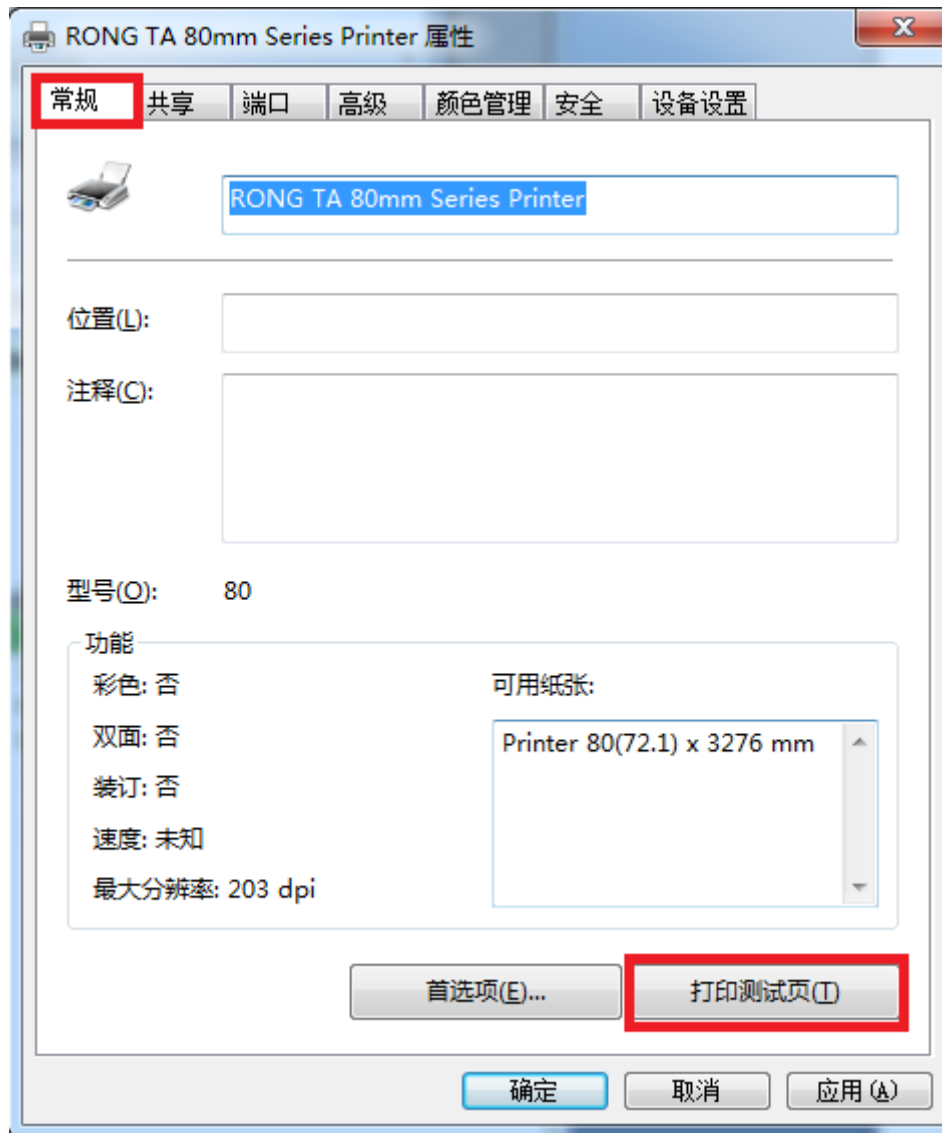 RONG TA 80mm Series Printer 属性
常规 共享 端口 高级 颜色管理 安全 设备设置
RONG TA 80mm Series Printer
位置(L):
注释(C):
型号(O): 80
功能
彩色: 否 可用纸张:
双面: 否 Printer 80(72.1) x 3276 mm
装订: 否
速度: 未知
最大分辨率: 203 dpi
首选项(E)... 打印测试页(T)
确定 取消 应用(A)